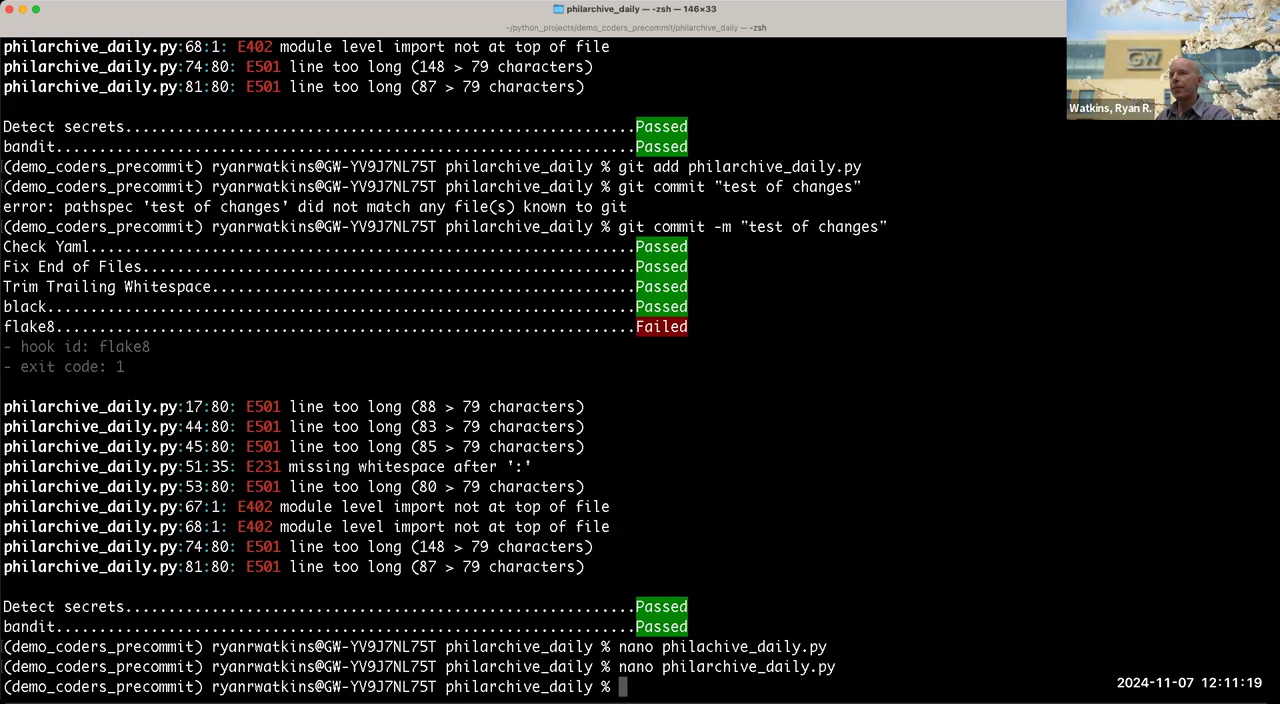 philarchive_daily — -zsh — 146×33
~/python_projects/demo_coders_precommit/philarchive_daily — -zsh
philarchive_daily.py:68:1: E402 module level import not at top of file
philarchive_daily.py:74:80: E501 line too long (148 > 79 characters)
philarchive_daily.py:81:80: E501 line too long (87 > 79 characters)
Detect secrets...........................................................Passed
bandit...................................................................Passed
(demo_coders_precommit) ryanrwatkins@GW-YV9J7NL75T philarchive_daily % git add philarchive_daily.py
(demo_coders_precommit) ryanrwatkins@GW-YV9J7NL75T philarchive_daily % git commit "test of changes"
error: pathspec 'test of changes' did not match any file(s) known to git
(demo_coders_precommit) ryanrwatkins@GW-YV9J7NL75T philarchive_daily % git commit -m "test of changes"
Check Yaml...............................................................Passed
Fix End of Files.........................................................Passed
Trim Trailing Whitespace.................................................Passed
black....................................................................Passed
flake8...................................................................Failed
- hook id: flake8
- exit code: 1
philarchive_daily.py:17:80: E501 line too long (88 > 79 characters)
philarchive_daily.py:44:80: E501 line too long (83 > 79 characters)
philarchive_daily.py:45:80: E501 line too long (85 > 79 characters)
philarchive_daily.py:51:35: E231 missing whitespace after ':'
philarchive_daily.py:53:80: E501 line too long (80 > 79 characters)
philarchive_daily.py:67:1: E402 module level import not at top of file
philarchive_daily.py:68:1: E402 module level import not at top of file
philarchive_daily.py:74:80: E501 line too long (148 > 79 characters)
philarchive_daily.py:81:80: E501 line too long (87 > 79 characters)
Detect secrets...........................................................Passed
bandit...................................................................Passed
(demo_coders_precommit) ryanrwatkins@GW-YV9J7NL75T philarchive_daily % nano philachive_daily.py
(demo_coders_precommit) ryanrwatkins@GW-YV9J7NL75T philarchive_daily % nano philarchive_daily.py
(demo_coders_precommit) ryanrwatkins@GW-YV9J7NL75T philarchive_daily %
GW
Watkins, Ryan R.
2024-11-07 12:11:19